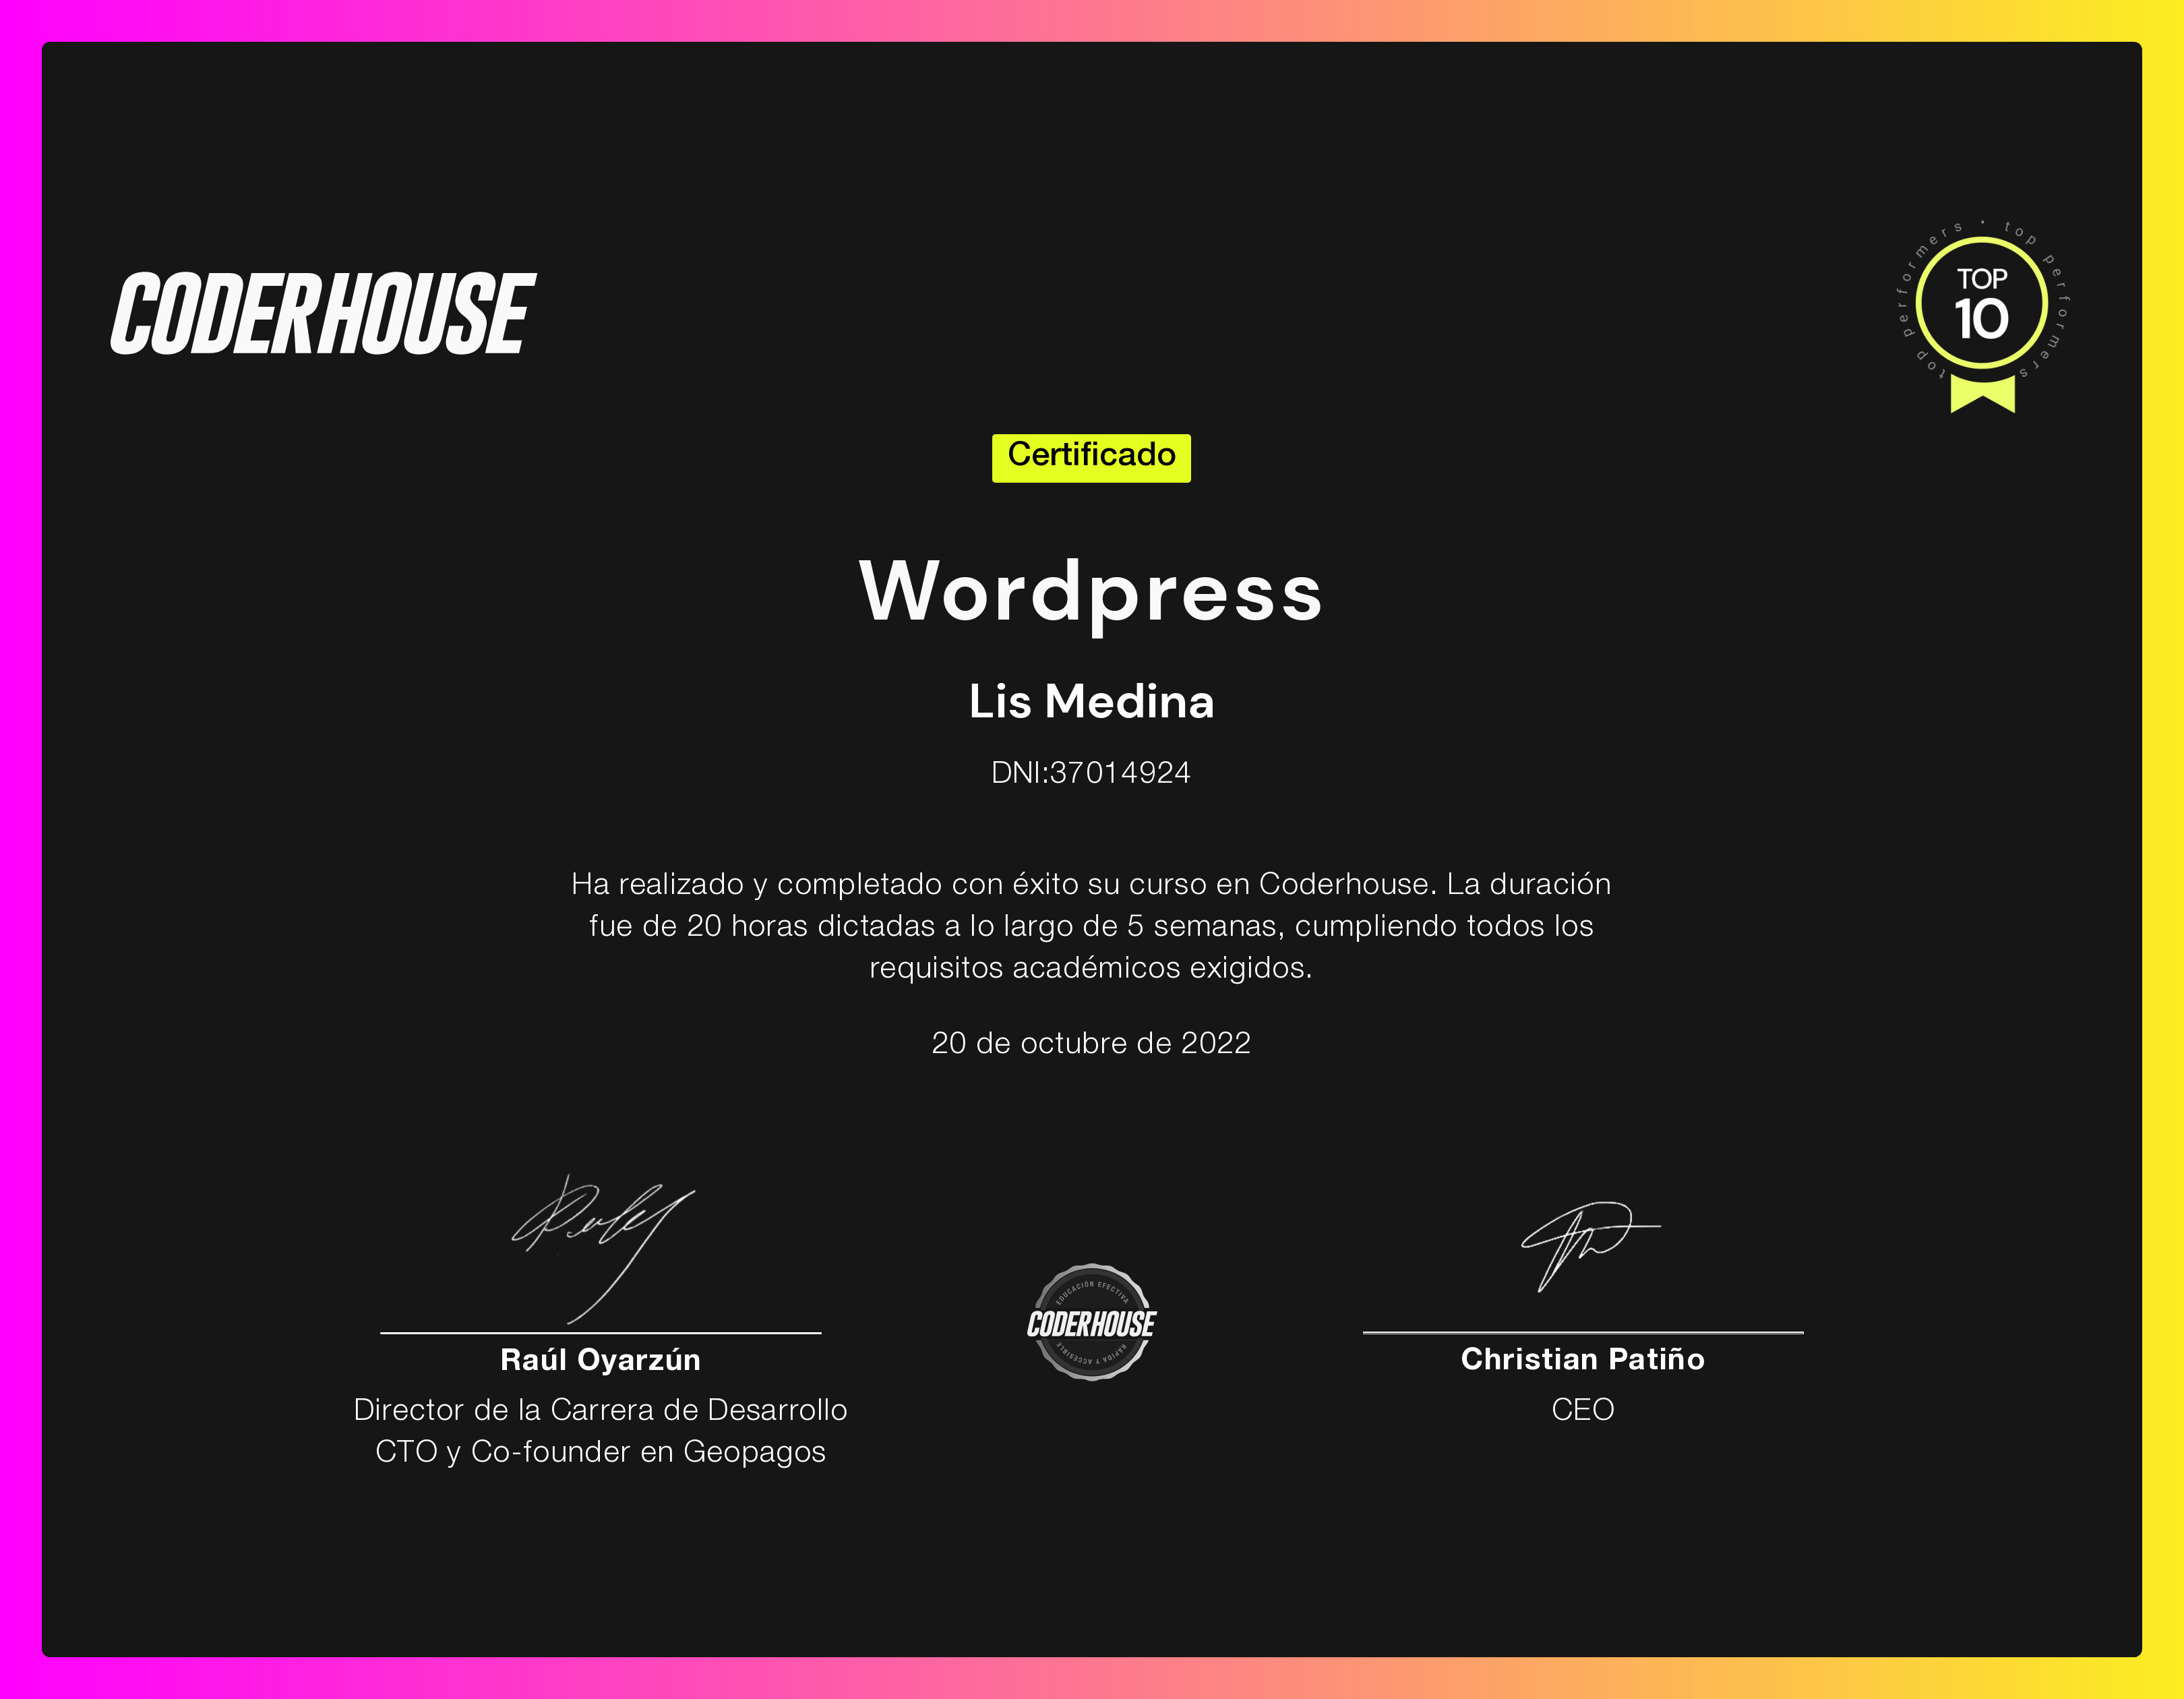 CODERHOUSE
top performers • top performers
TOP
10
Certificado
Wordpress
Lis Medina
DNI:37014924
Ha realizado y completado con éxito su curso en Coderhouse. La duración
fue de 20 horas dictadas a lo largo de 5 semanas, cumpliendo todos los
requisitos académicos exigidos.
20 de octubre de 2022
EDUCACIÓN EFECTIVA
CODERHOUSE
RÁPIDA Y ACCESIBLE
Raúl Oyarzún
Director de la Carrera de Desarrollo
CTO y Co-founder en Geopagos
Christian Patiño
CEO